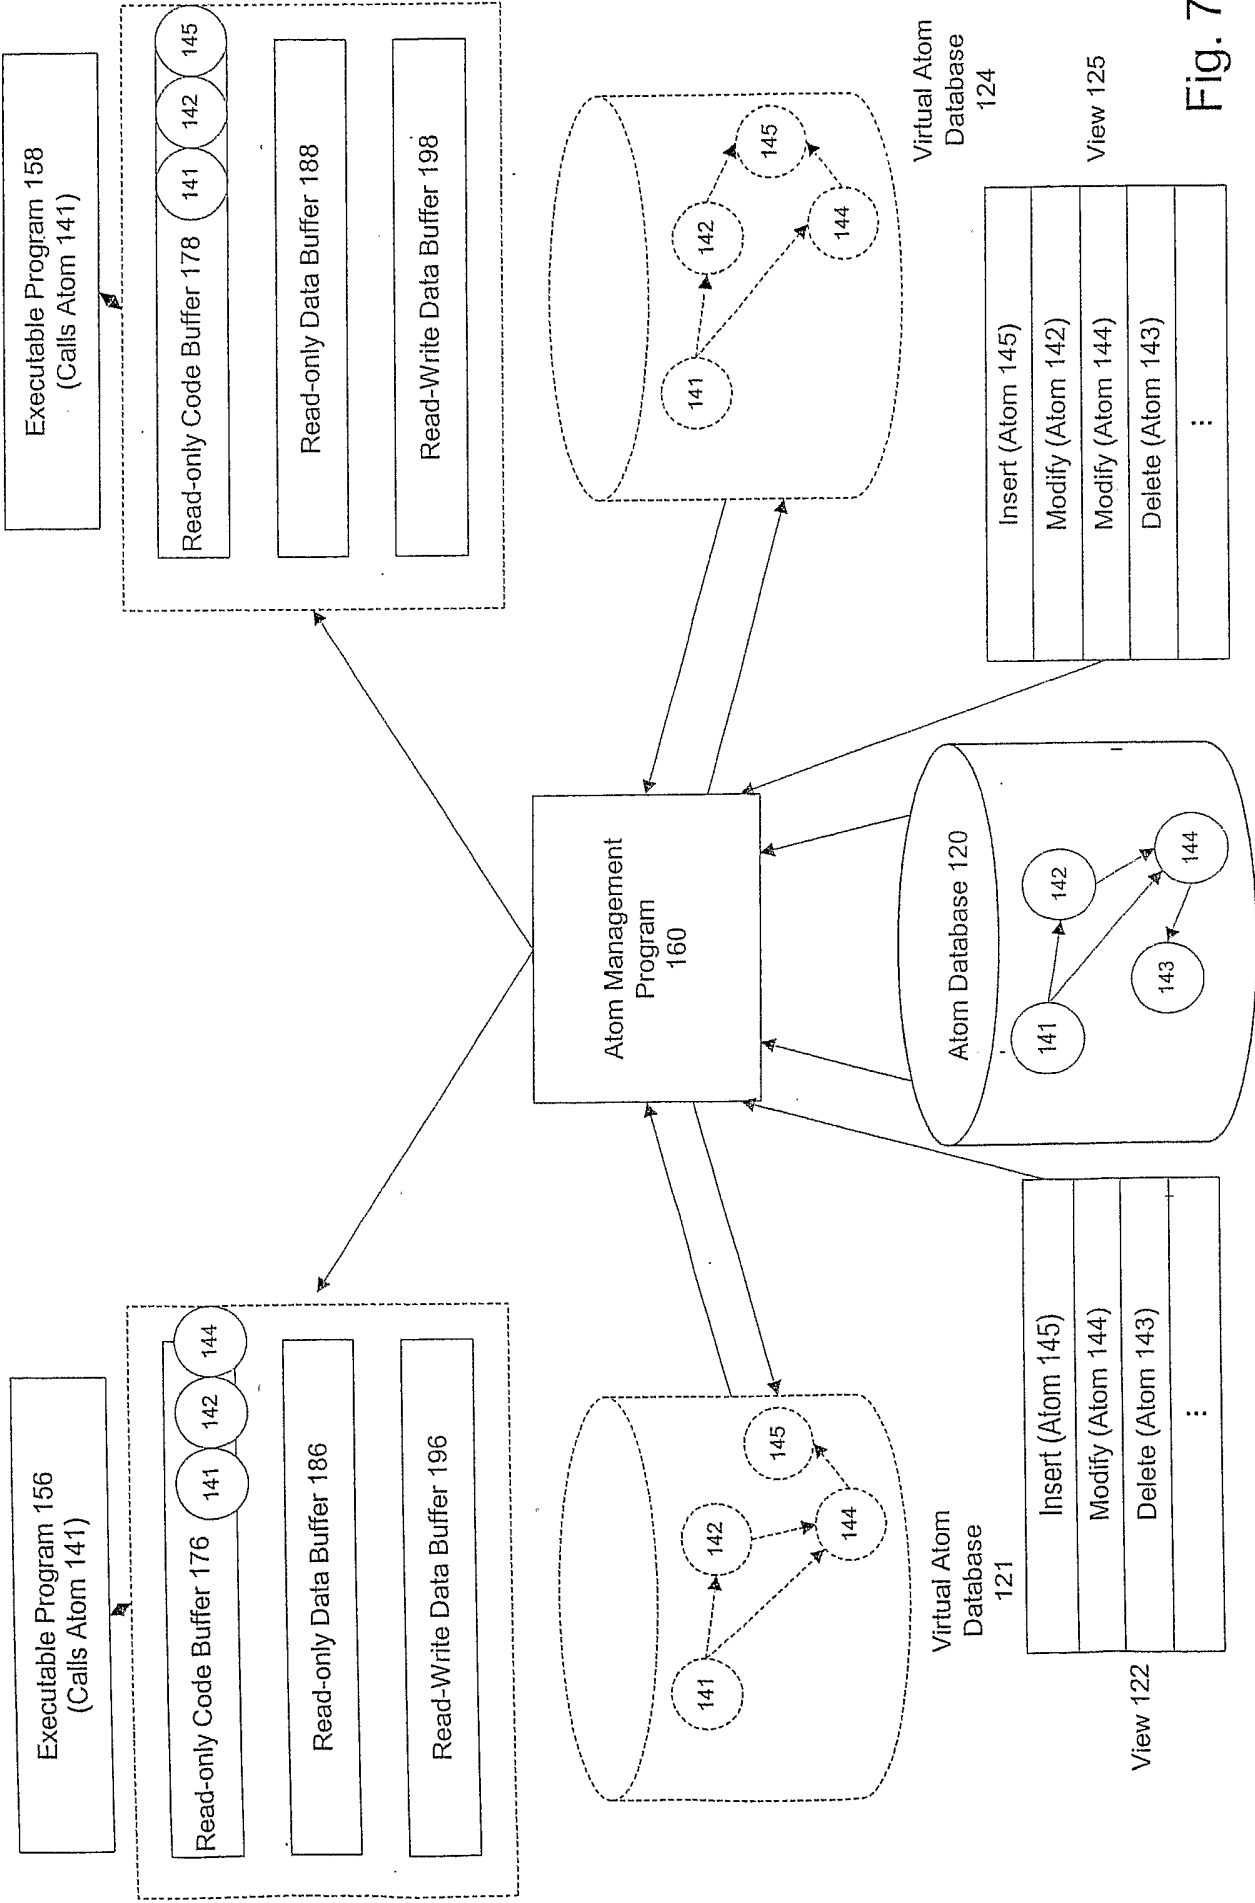 Executable Program 156
(Calls Atom 141)
Read-only Code Buffer 176
141
142
144
Read-only Data Buffer 186
Read-Write Data Buffer 196
Executable Program 158
(Calls Atom 141)
Read-only Code Buffer 178
141
142
145
Read-only Data Buffer 188
Read-Write Data Buffer 198
Atom Management
Program
160
141
142
144
145
Virtual Atom
Database
121
141
142
144
145
Virtual Atom
Database
124
View 122
Insert (Atom 145)
Modify (Atom 144)
Delete (Atom 143)
...
Atom Database 120
141
142
143
144
Insert (Atom 145)
Modify (Atom 142)
Modify (Atom 144)
Delete (Atom 143)
...
View 125
Fig. 7